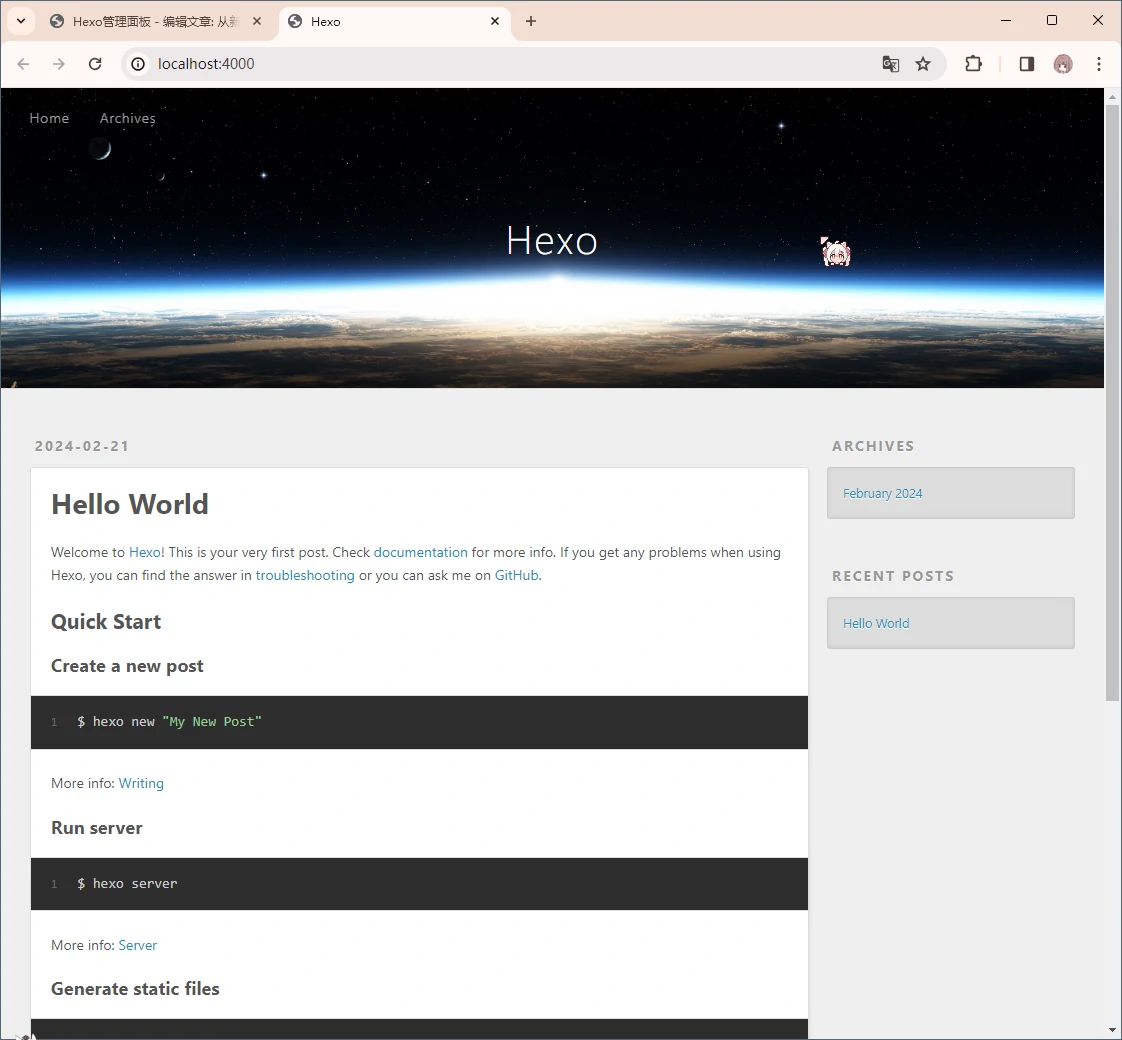 Hexo管理面板 - 编辑文章: 从新
Hexo
localhost:4000
Home
Archives
Hexo
2024-02-21
Hello World
Welcome to Hexo! This is your very first post. Check documentation for more info. If you get any problems when using
Hexo, you can find the answer in troubleshooting or you can ask me on GitHub.
Quick Start
Create a new post
1 $ hexo new "My New Post"
More info: Writing
Run server
1 $ hexo server
More info: Server
Generate static files
ARCHIVES
February 2024
RECENT POSTS
Hello World